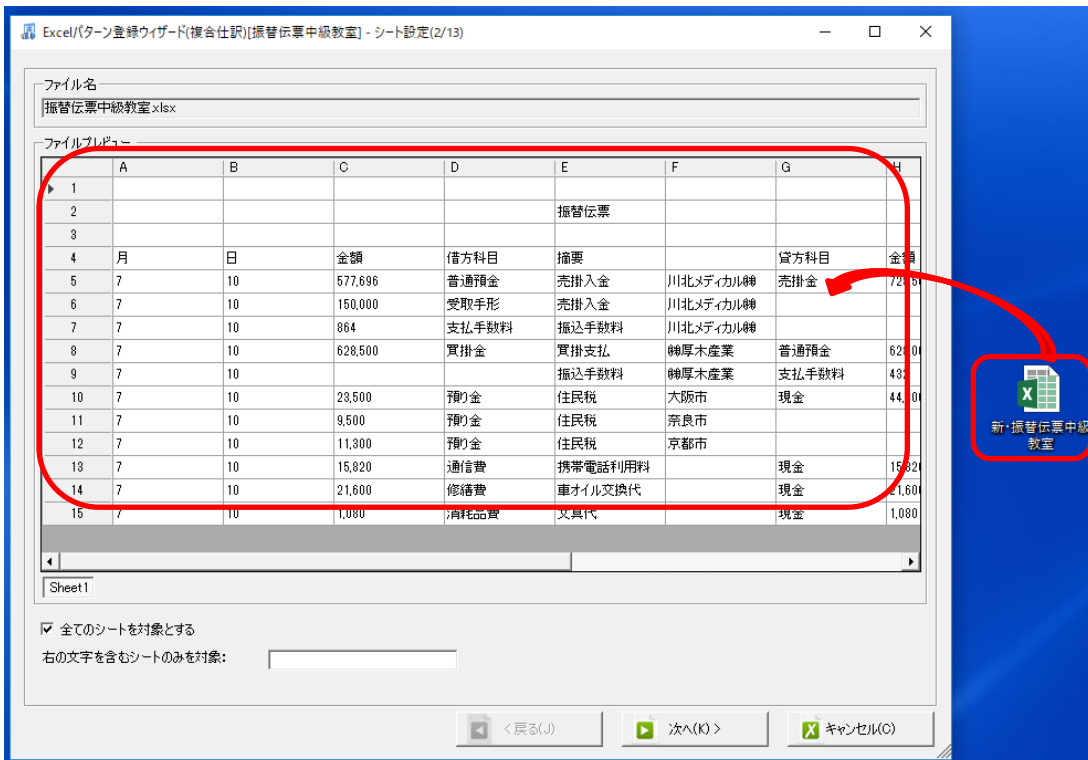 Excelパターン登録ウィザード(複合仕訳)[振替伝票中級教室] - シート設定(2/13)
ファイル名
振替伝票中級教室.xlsx
ファイルプレビュー
A B C D E F G H
1
2 振替伝票
3
4 月 日 金額 借方科目 摘要 貸方科目 金額
5 7 10 577,696 普通預金 売掛入金 川北メディカル㈱ 売掛金
6 7 10 150,000 受取手形 売掛入金 川北メディカル㈱
7 7 10 864 支払手数料 振込手数料 川北メディカル㈱
8 7 10 628,500 買掛金 買掛支払 ㈱厚木産業 普通預金
9 7 10 振込手数料 ㈱厚木産業 支払手数料 432
10 7 10 23,500 預り金 住民税 大阪市 現金
11 7 10 9,500 預り金 住民税 奈良市
12 7 10 11,300 預り金 住民税 京都市
13 7 10 15,820 通信費 携帯電話利用料 現金
14 7 10 21,600 修繕費 車オイル交換代 現金 21,600
15 7 10 1,080 消耗品費 文具代 現金 1,080
Sheet1
全てのシートを対象とする
右の文字を含むシートのみを対象:
<戻る(J)
次へ(K) >
キャンセル(C)
新・振替伝票中級
教室